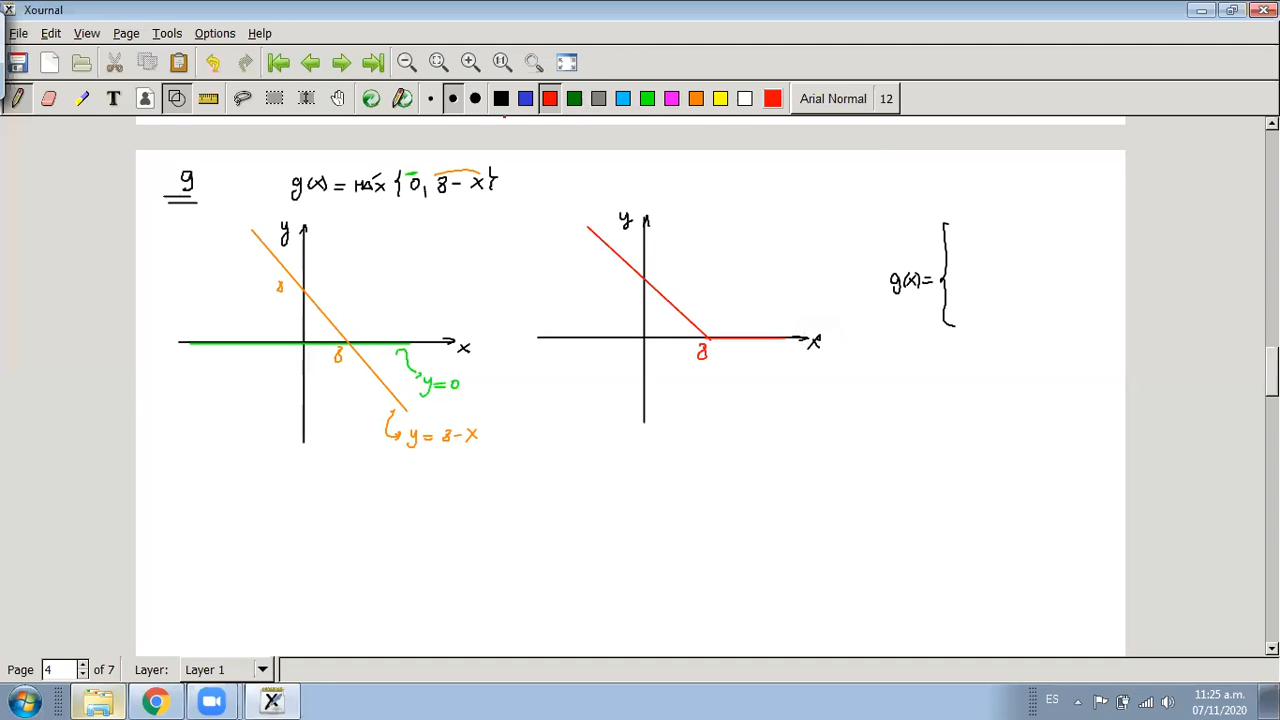 Xournal
File Edit View Page Tools Options Help
Arial Normal 12
9 g(x) = máx { 0, 8 - x }
y
8
8
x
y = 0
y = 8 - x
y
8
x
g(x) = {
Page 4 of 7 Layer: Layer 1
ES
11:25 a.m.
07/11/2020